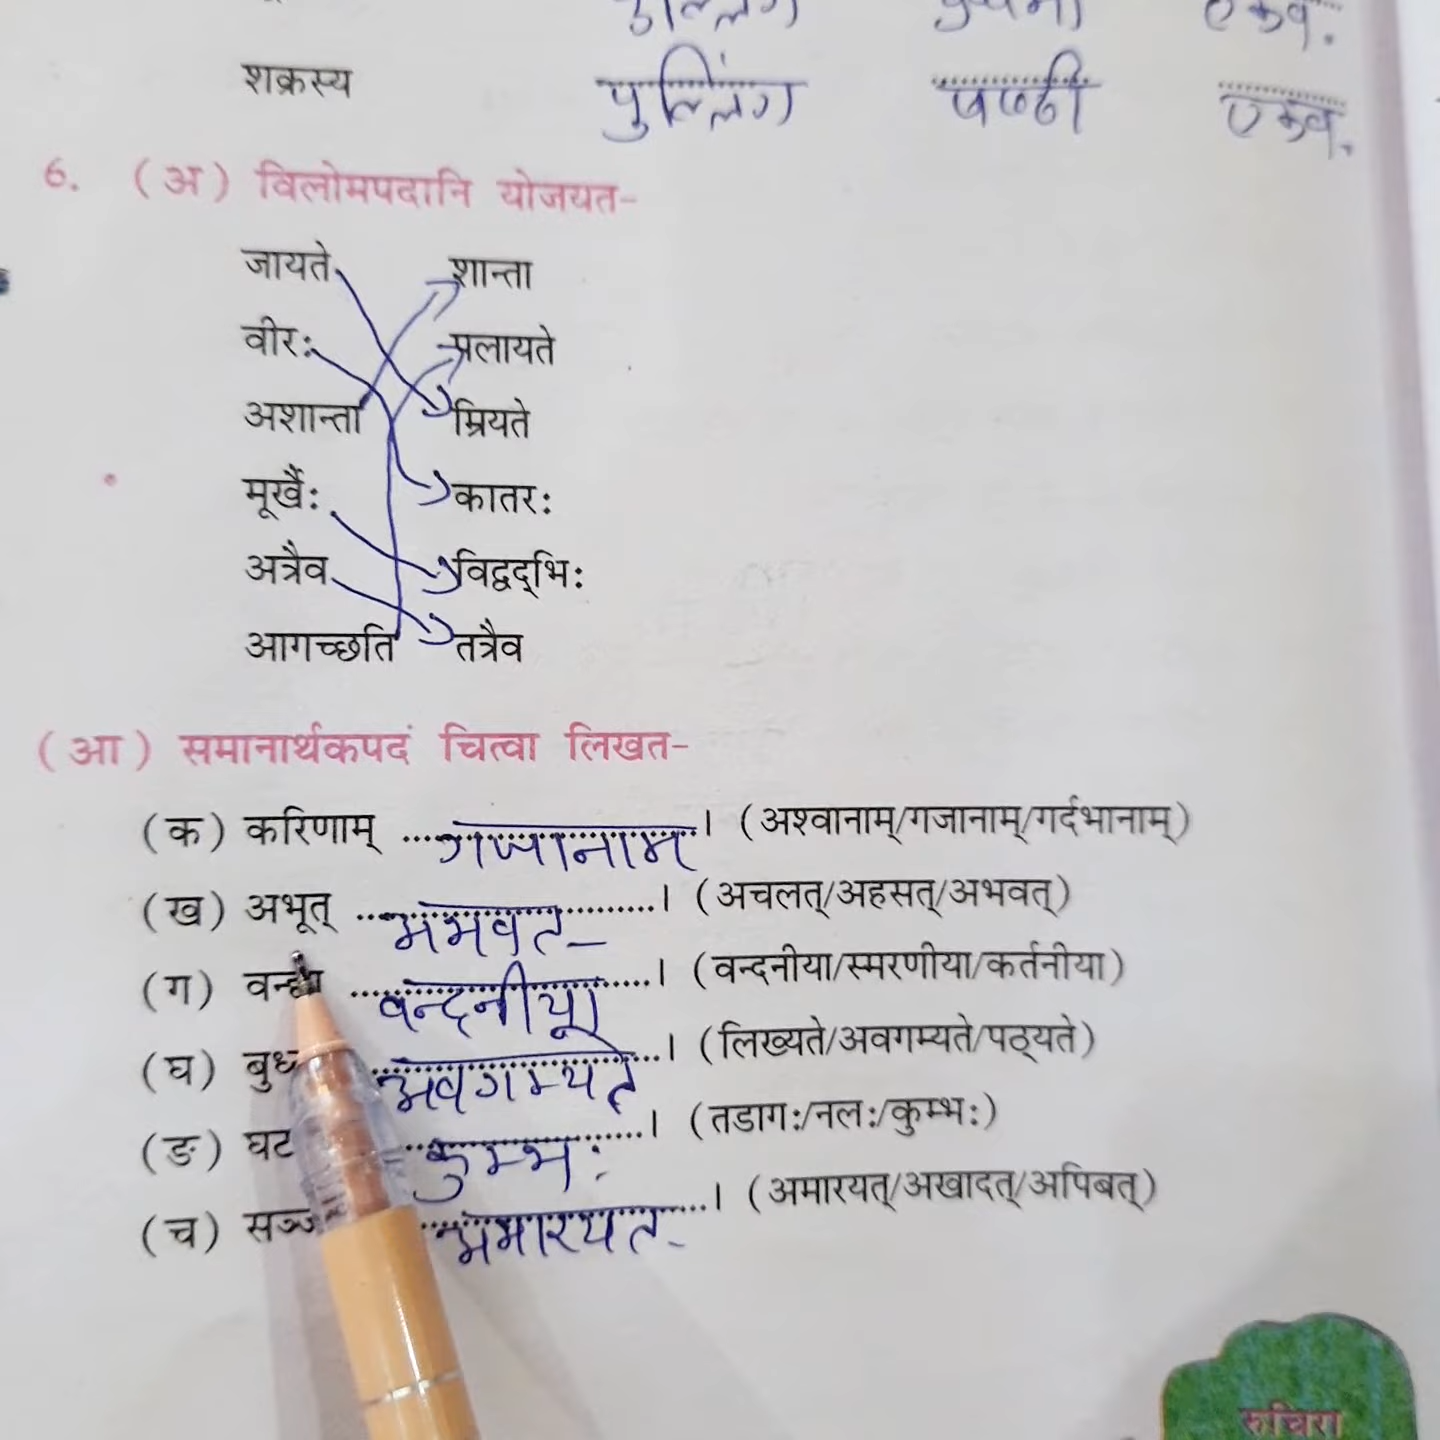 शक्रस्य पुल्लिंग षष्ठी एकव.
6. (अ) विलोमपदानि योजयत-
जायते शान्ता
वीरः पलायते
अशान्ता म्रियते
मूर्खैः कातरः
अत्रैव विद्वद्भिः
आगच्छति तत्रैव
(आ) समानार्थकपदं चित्वा लिखत-
(क) करिणाम् गजानाम्। (अश्वानाम्/गजानाम्/गर्दभानाम्)
(ख) अभूत् अभवत्। (अचलत्/अहसत्/अभवत्)
(ग) वन्द्या वन्दनीया। (वन्दनीया/स्मरणीया/कर्तनीया)
(घ) अवगम्यते। (लिख्यते/अवगम्यते/पठ्यते)
(ङ) घट कुम्भः। (तडागः/नलः/कुम्भः)
(च) अमारयत्। (अमारयत्/अखादत्/अपिबत्)
रुचिरा